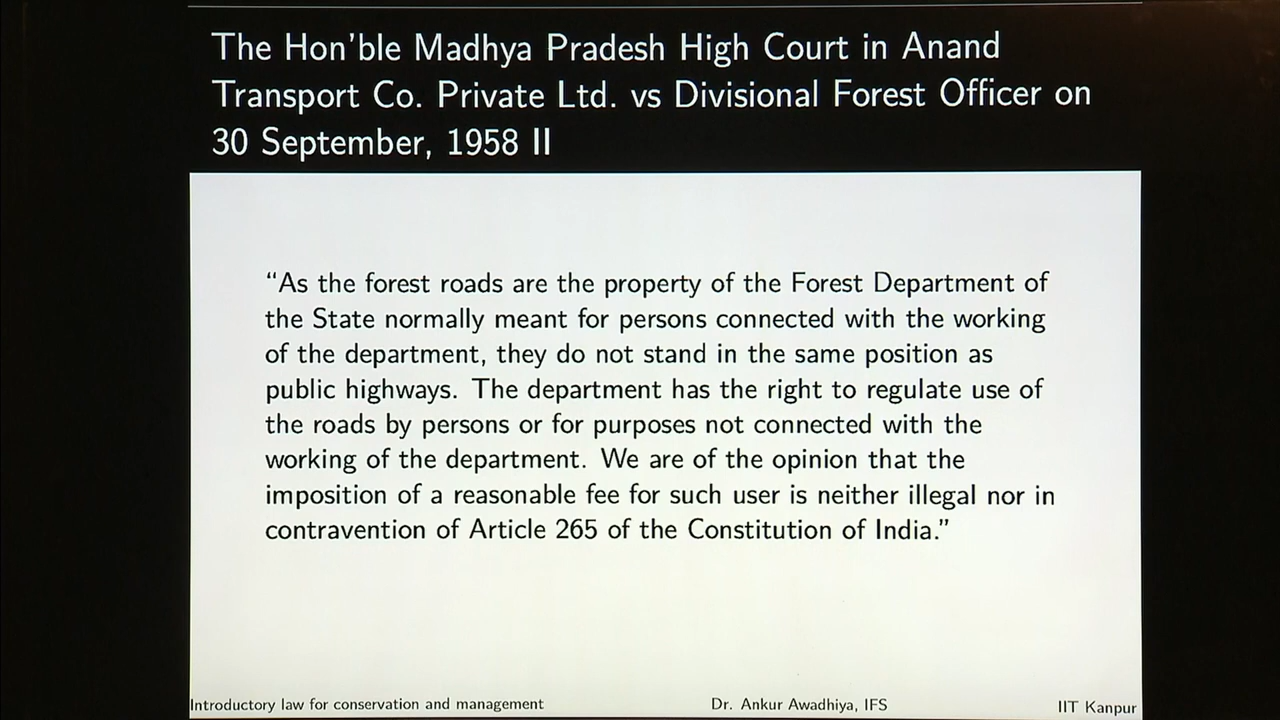 The Hon'ble Madhya Pradesh High Court in Anand
Transport Co. Private Ltd. vs Divisional Forest Officer on
30 September, 1958 II
“As the forest roads are the property of the Forest Department of
the State normally meant for persons connected with the working
of the department, they do not stand in the same position as
public highways. The department has the right to regulate use of
the roads by persons or for purposes not connected with the
working of the department. We are of the opinion that the
imposition of a reasonable fee for such user is neither illegal nor in
contravention of Article 265 of the Constitution of India.”
Introductory law for conservation and management Dr. Ankur Awadhiya, IFS IIT Kanpur